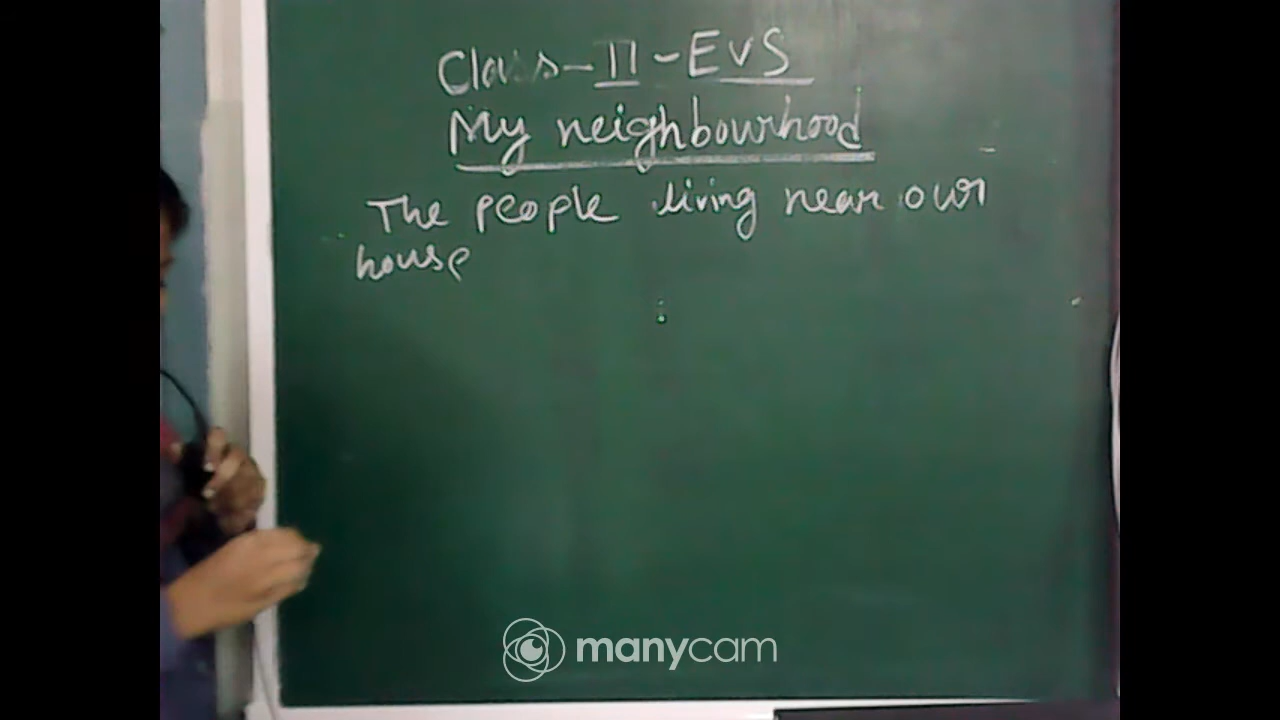 Class-II-EVS
My neighbourhood
The people living near our
house
manycam